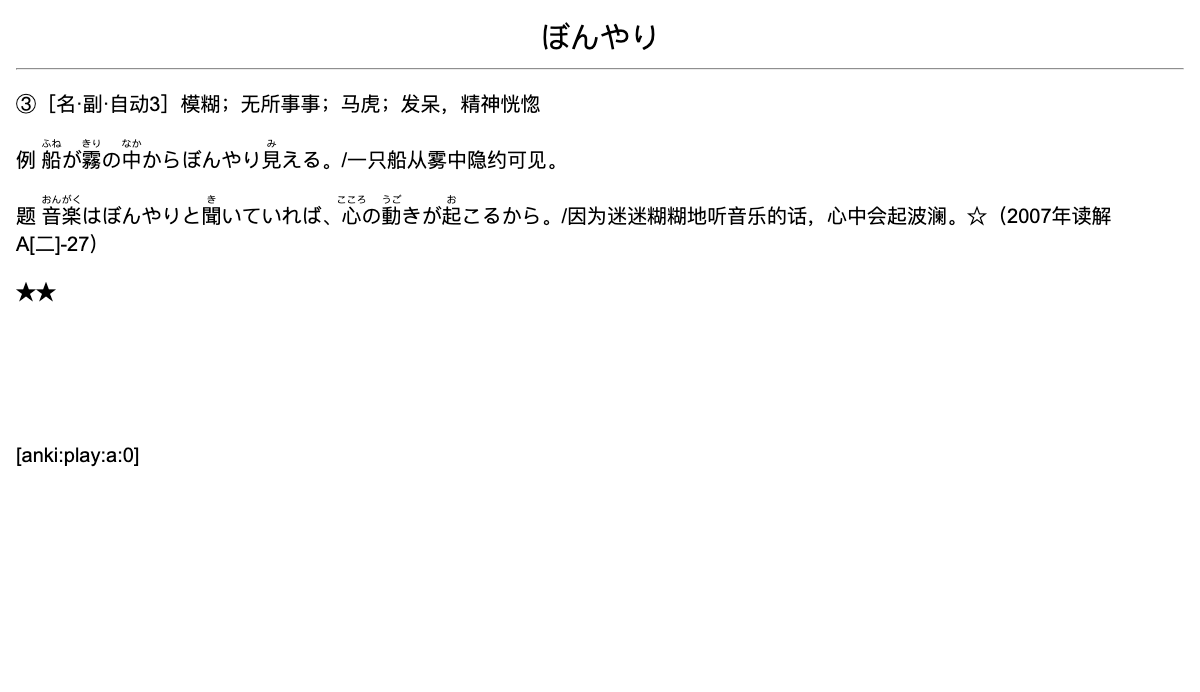 ぼんやり
③［名·副·自动3］模糊；无所事事；马虎；发呆，精神恍惚
ふね きり なか み
例 船が霧の中からぼんやり見える。/一只船从雾中隐约可见。
おんがく き こころ うご お
题 音楽はぼんやりと聞いていれば、心の動きが起こるから。/因为迷迷糊糊地听音乐的话，心中会起波澜。☆（2007年读解
A[二]-27）
★★
[anki:play:a:0]